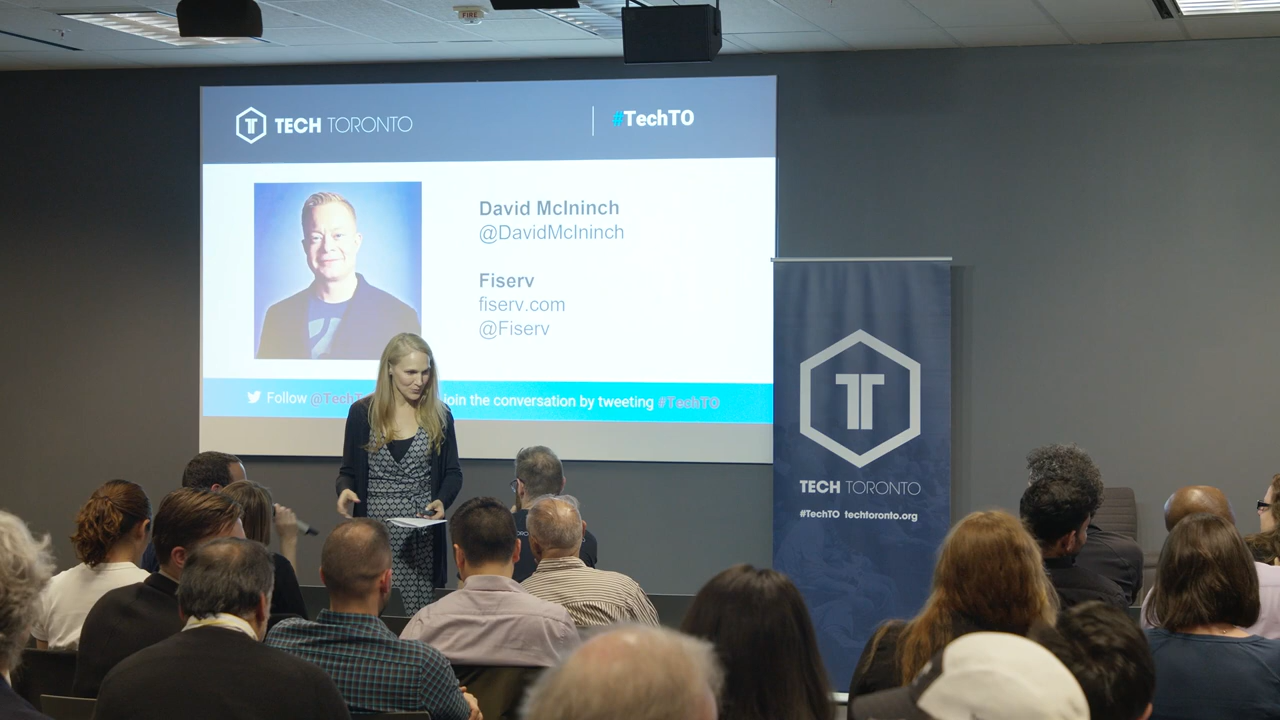 FIRE
TECH TORONTO
#TechTO
David McIninch
@DavidMcIninch
Fiserv
fiserv.com
@Fiserv
Follow @TechT join the conversation by tweeting #TechTO
TECH TORONTO
#TechTO techtoronto.org